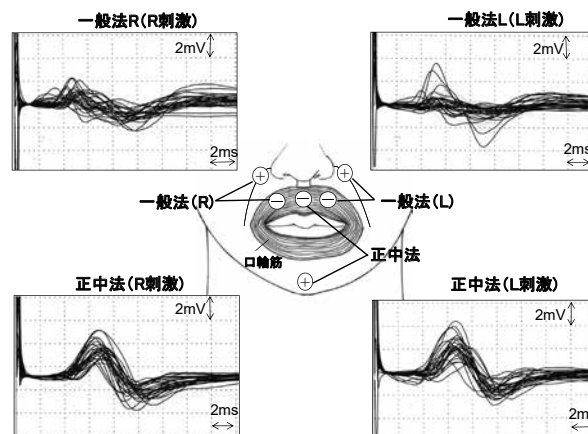 一般法R(R刺激)
一般法L(L刺激)
2mV
2mV
2ms
2ms
+
+
一般法(R)
−
−
−
一般法(L)
口輪筋
正中法
+
正中法(R刺激)
正中法(L刺激)
2mV
2mV
2ms
2ms